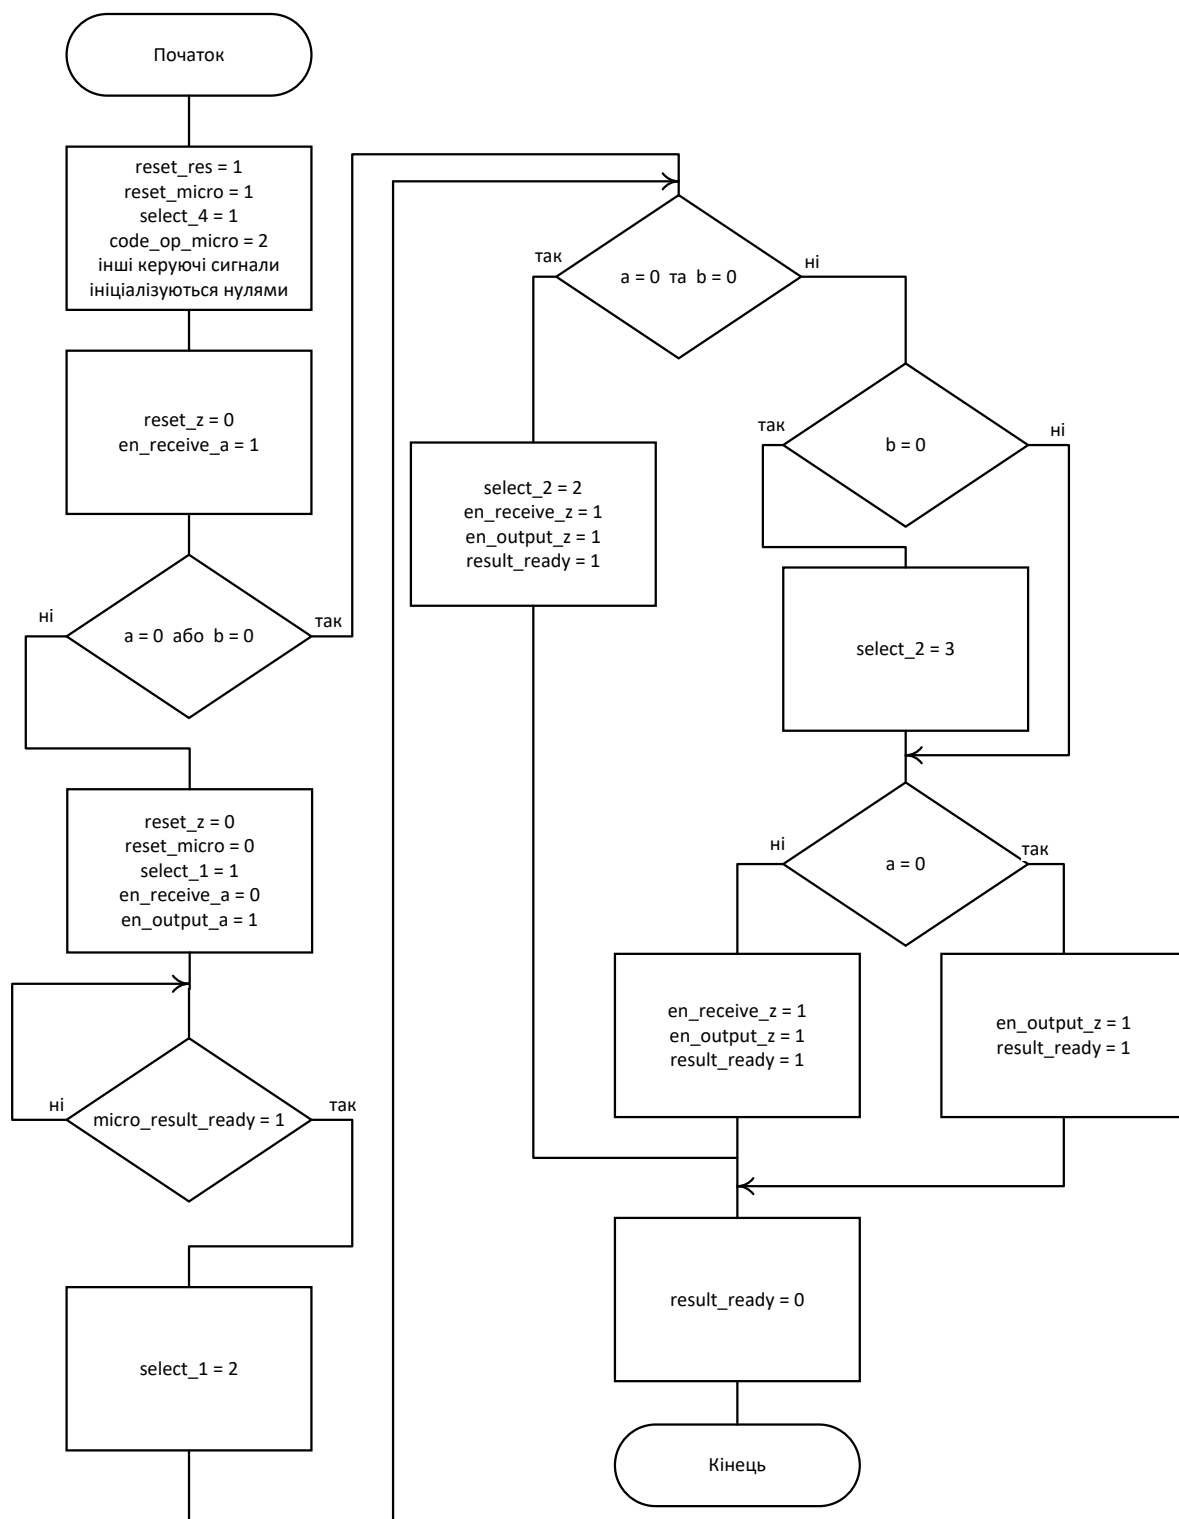 Початок
reset_res = 1
reset_micro = 1
select_4 = 1
code_op_micro = 2
інші керуючі сигнали
ініціалізуються нулями
reset_z = 0
en_receive_a = 1
ні
a = 0 або b = 0
так
reset_z = 0
reset_micro = 0
select_1 = 1
en_receive_a = 0
en_output_a = 1
ні
micro_result_ready = 1
так
select_1 = 2
так
a = 0 та b = 0
ні
select_2 = 2
en_receive_z = 1
en_output_z = 1
result_ready = 1
так
b = 0
ні
select_2 = 3
ні
a = 0
так
en_receive_z = 1
en_output_z = 1
result_ready = 1
en_output_z = 1
result_ready = 1
result_ready = 0
Кінець